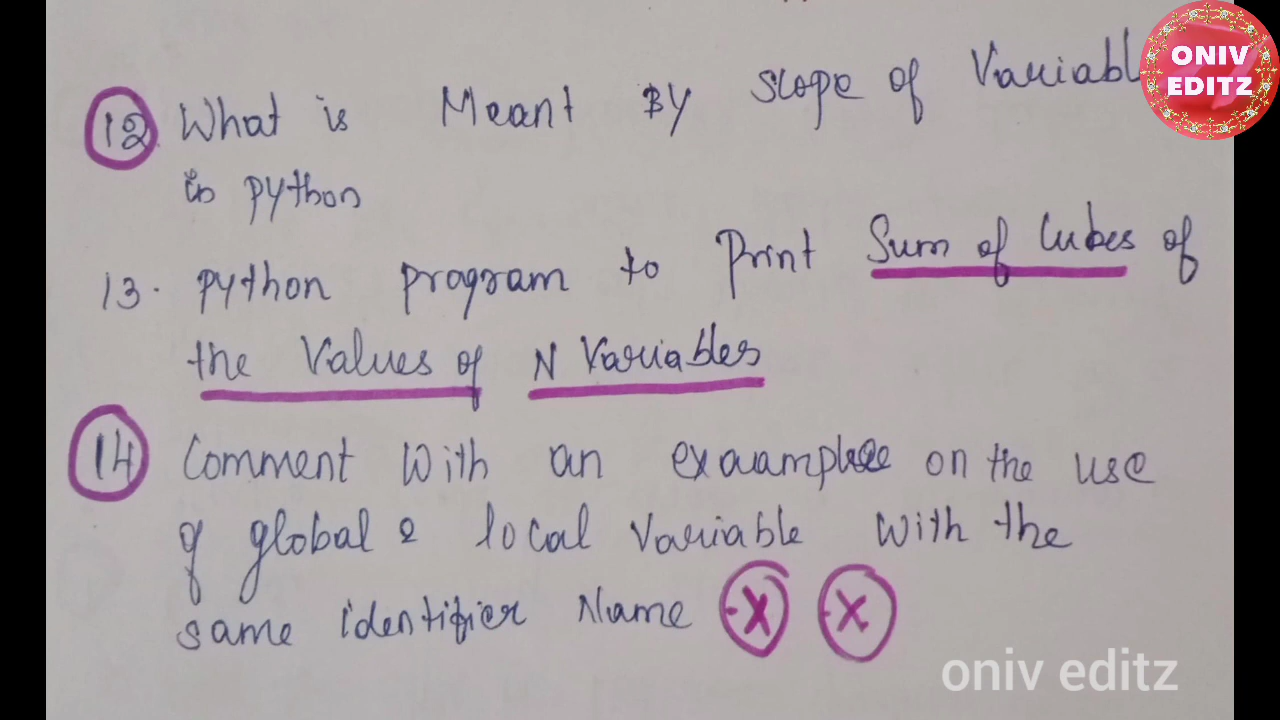 ONIV
EDITZ
12 What is Meant By scope of Variabl
in python
13. python program to Print Sum of Cubes of
the Values of N Variables
14 Comment With an exaample on the use
of global & local Variable With the
same identifier Name X X
oniv editz